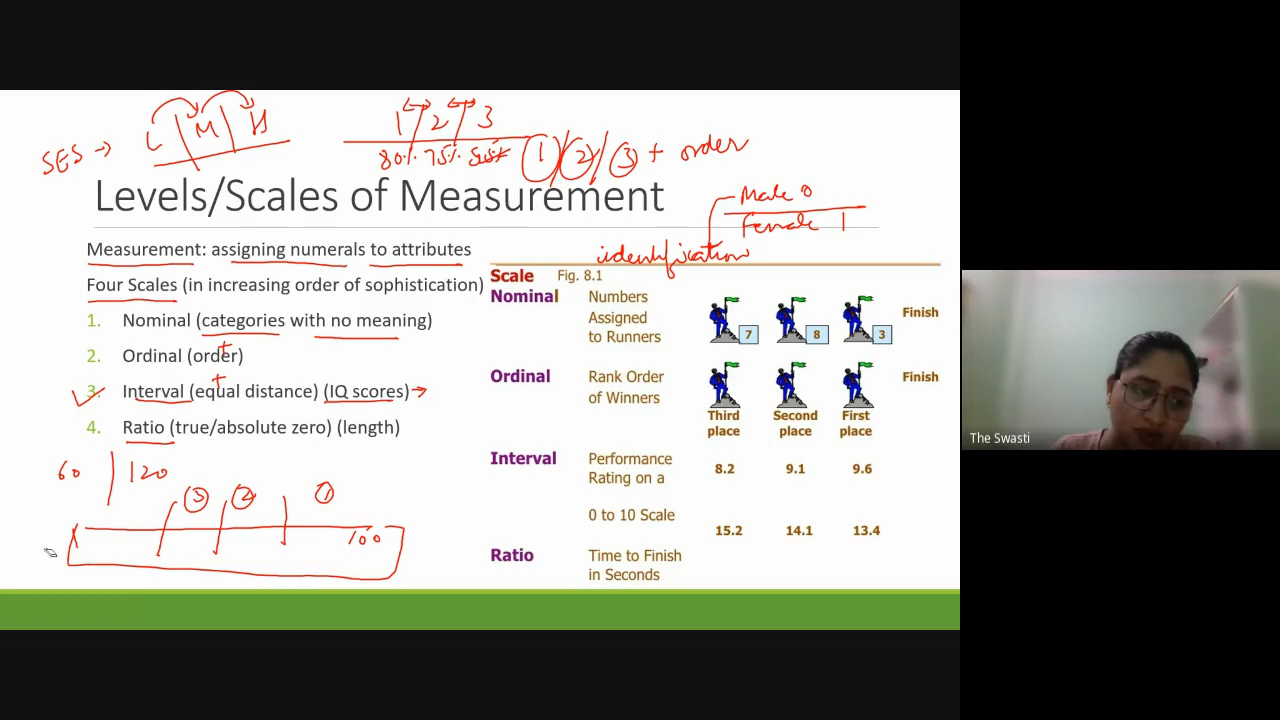 SES → L M H
1 2 3
80% 75% 1 / 2 / 3 + order
Levels/Scales of Measurement
Male 0
Female 1
identification
Measurement: assigning numerals to attributes
Four Scales (in increasing order of sophistication)
1. Nominal (categories with no meaning)
+
2. Ordinal (order)
+
3. Interval (equal distance) (IQ scores) →
4. Ratio (true/absolute zero) (length)
60 120
3 2 1
100
Scale Fig. 8.1
Nominal Numbers Finish
Assigned
to Runners 7 8 3
Ordinal Rank Order Finish
of Winners
Third Second First
place place place
Interval Performance 8.2 9.1 9.6
Rating on a
0 to 10 Scale
15.2 14.1 13.4
Ratio Time to Finish
in Seconds
The Swasti